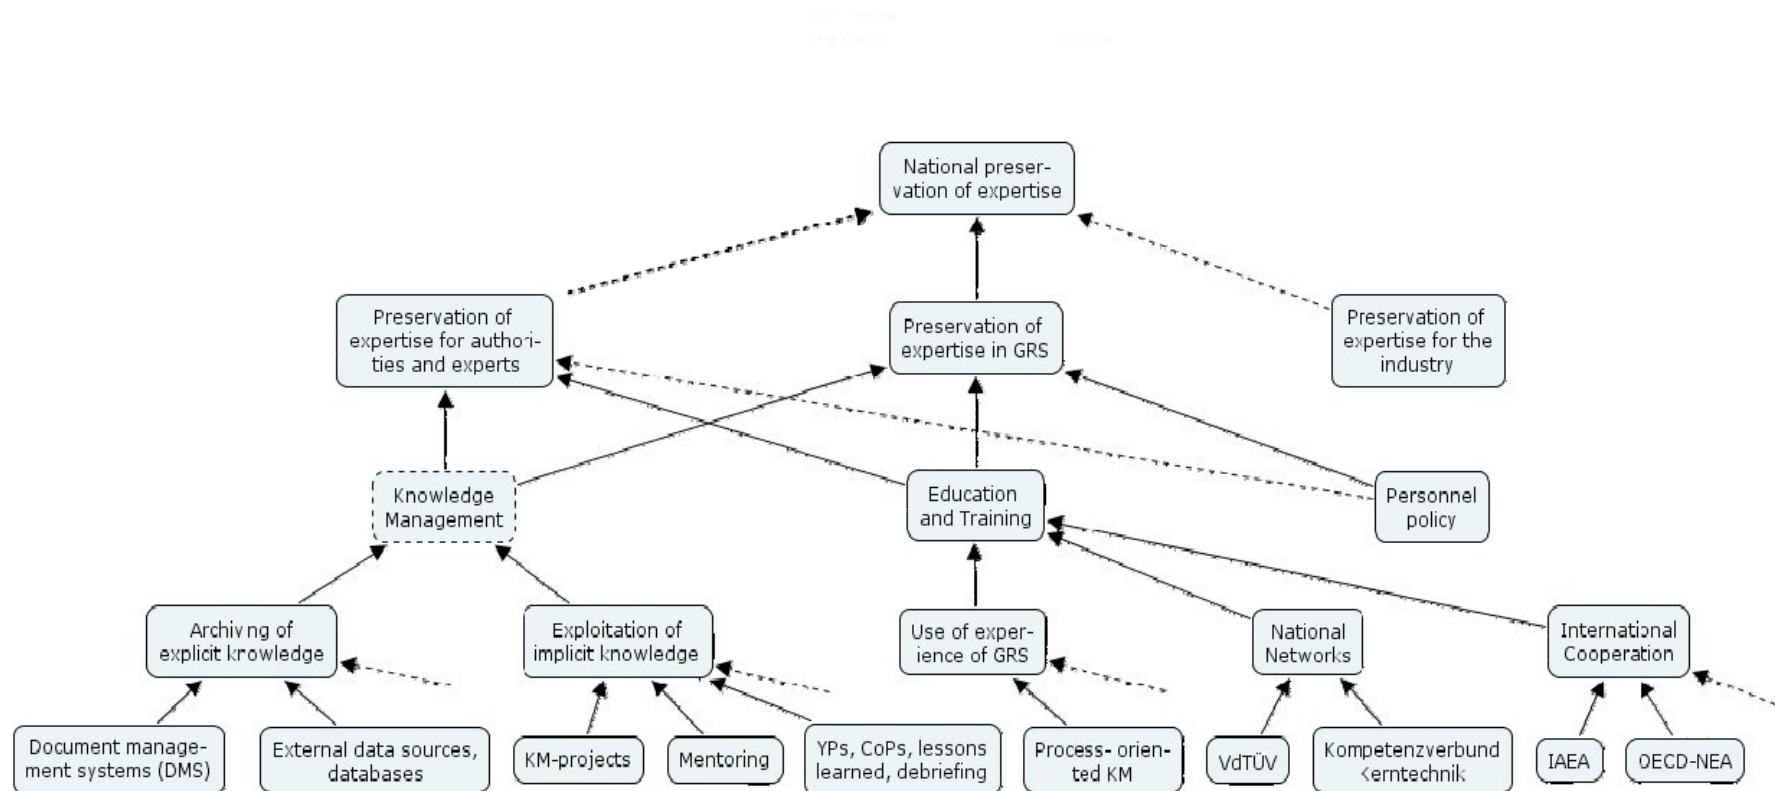 National preser-
vation of expertise
Preservation of
expertise for authori-
ties and experts
Preservation of
expertise in GRS
Preservation of
expertise for the
industry
Knowledge
Management
Education
and Training
Personnel
policy
Archiving of
explicit knowledge
Exploitation of
implicit knowledge
Use of exper-
ience of GRS
National
Networks
International
Cooperation
Document manage-
ment systems (DMS)
External data sources,
databases
KM-projects
Mentoring
YPs, CoPs, lessons
learned, debriefing
Process- orien-
ted KM
VdTÜV
Kompetenzverbund
Kerntechnik
IAEA
OECD-NEA